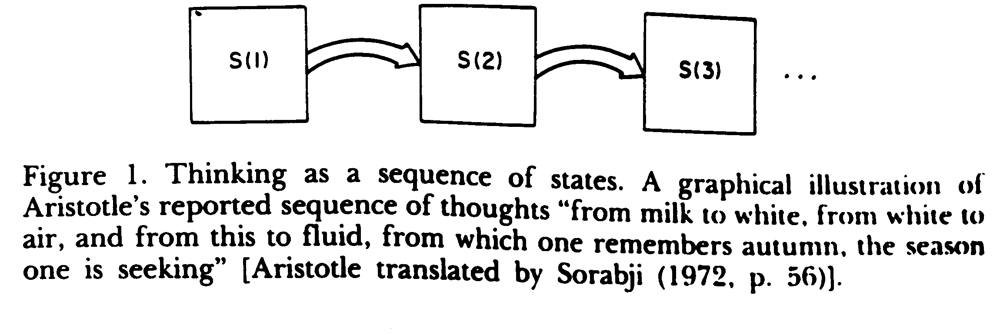 S(1) S(2) S(3) ...
Figure 1. Thinking as a sequence of states. A graphical illustration of
Aristotle's reported sequence of thoughts “from milk to white, from white to
air, and from this to fluid, from which one remembers autumn, the season
one is seeking” [Aristotle translated by Sorabji (1972, p. 56)].